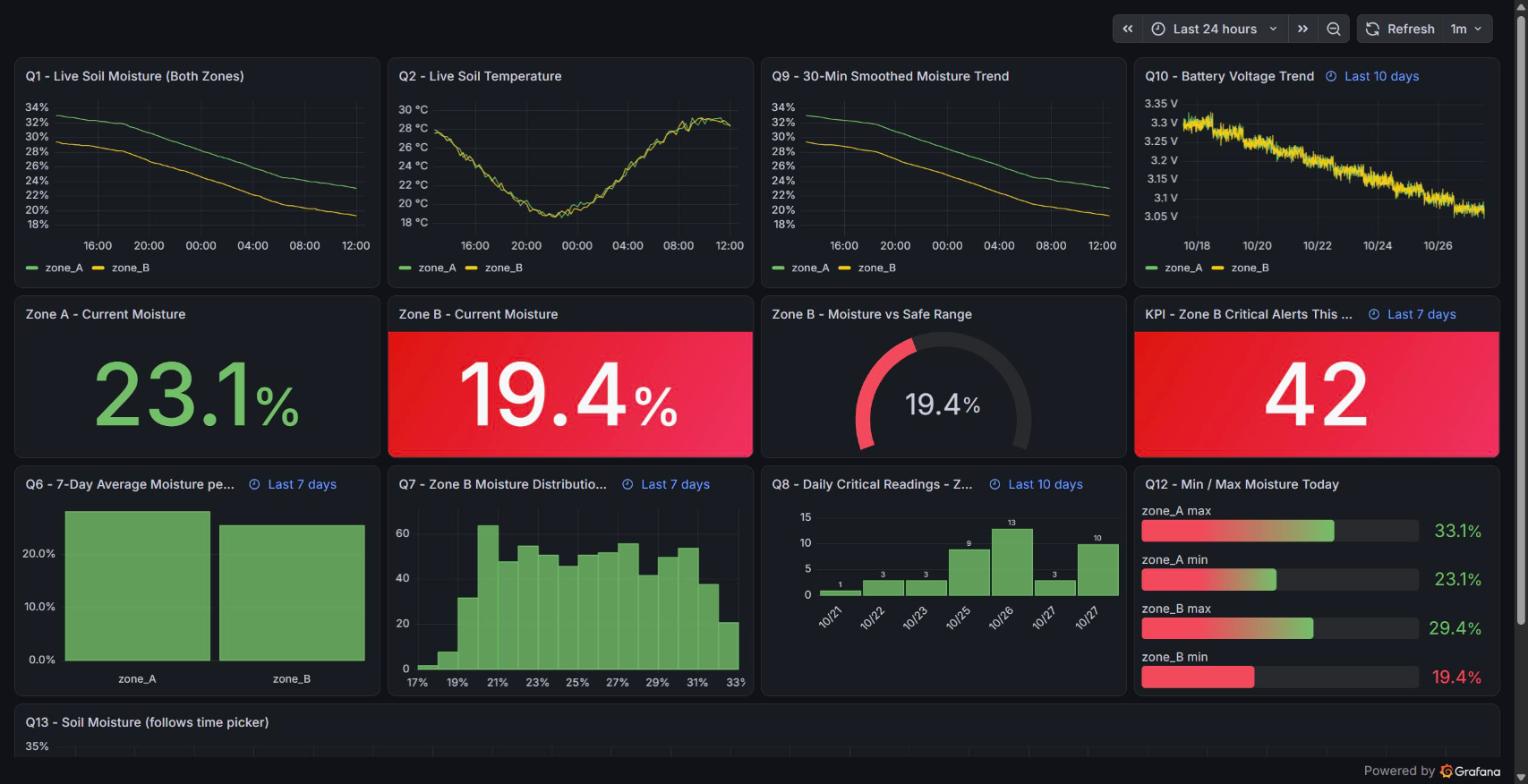 Last 24 hours
Refresh 1m
Q1 - Live Soil Moisture (Both Zones)
34%
32%
30%
28%
26%
24%
22%
20%
18%
16:00 20:00 00:00 04:00 08:00 12:00
zone_A zone_B
Q2 - Live Soil Temperature
30 °C
28 °C
26 °C
24 °C
22 °C
20 °C
18 °C
16:00 20:00 00:00 04:00 08:00 12:00
zone_A zone_B
Q9 - 30-Min Smoothed Moisture Trend
34%
32%
30%
28%
26%
24%
22%
20%
18%
16:00 20:00 00:00 04:00 08:00 12:00
zone_A zone_B
Q10 - Battery Voltage Trend Last 10 days
3.35 V
3.3 V
3.25 V
3.2 V
3.15 V
3.1 V
3.05 V
10/18 10/20 10/22 10/24 10/26
zone_A zone_B
Zone A - Current Moisture
23.1%
Zone B - Current Moisture
19.4%
Zone B - Moisture vs Safe Range
19.4%
KPI - Zone B Critical Alerts This ... Last 7 days
42
Q6 - 7-Day Average Moisture pe... Last 7 days
20.0%
10.0%
0.0%
zone_A zone_B
Q7 - Zone B Moisture Distributio... Last 7 days
60
40
20
0
17% 19% 21% 23% 25% 27% 29% 31% 33%
Q8 - Daily Critical Readings - Z... Last 10 days
15
10
5
0
1 3 3 9 13 3 10
10/21 10/22 10/23 10/25 10/26 10/27 10/27
Q12 - Min / Max Moisture Today
zone_A max
33.1%
zone_A min
23.1%
zone_B max
29.4%
zone_B min
19.4%
Q13 - Soil Moisture (follows time picker)
35%
Powered by Grafana